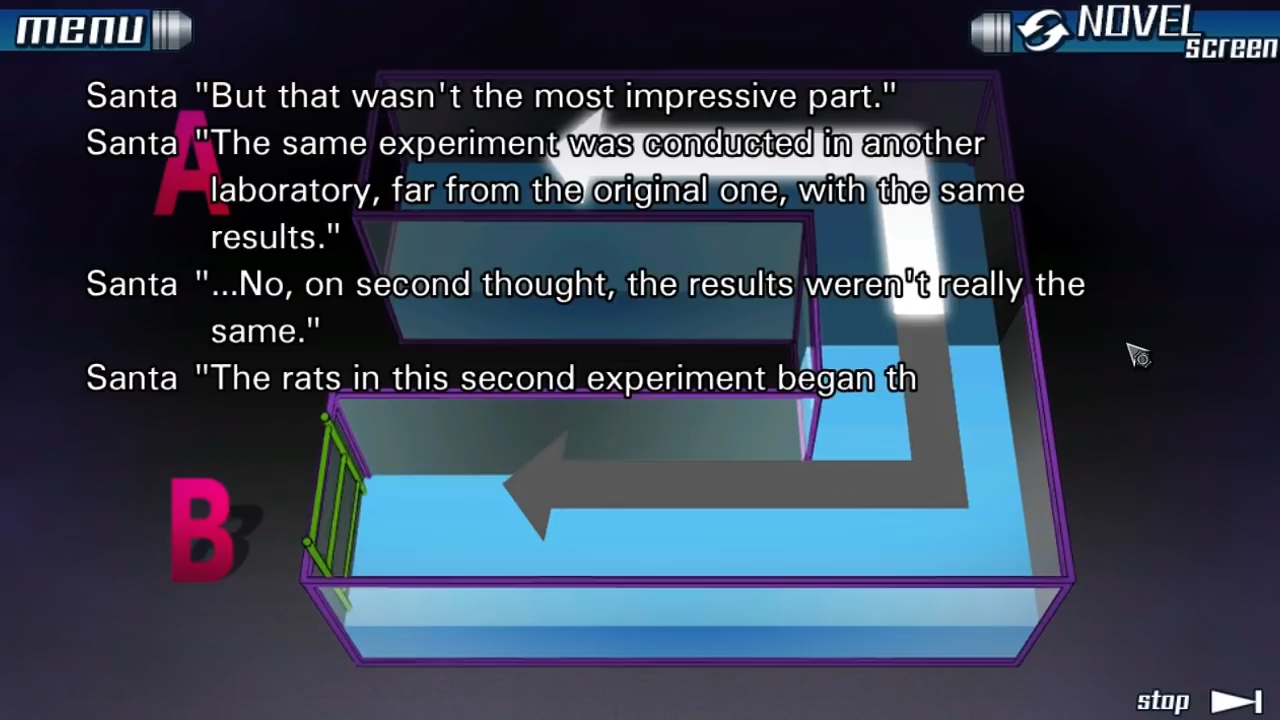 menu
NOVEL
screen
Santa "But that wasn't the most impressive part."
Santa "The same experiment was conducted in another
laboratory, far from the original one, with the same
results."
Santa "...No, on second thought, the results weren't really the
same."
Santa "The rats in this second experiment began th
A
B
stop